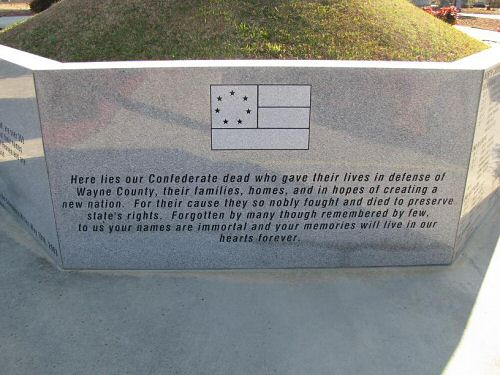 Here lies our Confederate dead who gave their lives in defense of
Wayne County, their families, homes, and in hopes of creating a
new nation. For their cause they so nobly fought and died to preserve
state's rights. Forgotten by many though remembered by few,
to us your names are immortal and your memories will live in our
hearts forever.